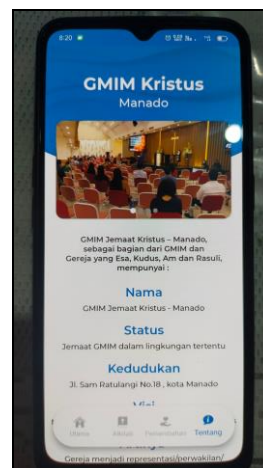 8:20
GMIM Kristus
Manado
GMIM Jemaat Kristus – Manado,
sebagai bagian dari GMIM dan
Gereja yang Esa, Kudus, Am dan Rasuli,
mempunyai :
Nama
GMIM Jemaat Kristus - Manado
Status
Jemaat GMIM dalam lingkungan tertentu
Kedudukan
Jl. Sam Ratulangi No.18 , kota Manado
Utama
Alkitab
Persembahan
Tentang
Gereja menjadi representasi/perwakilan/